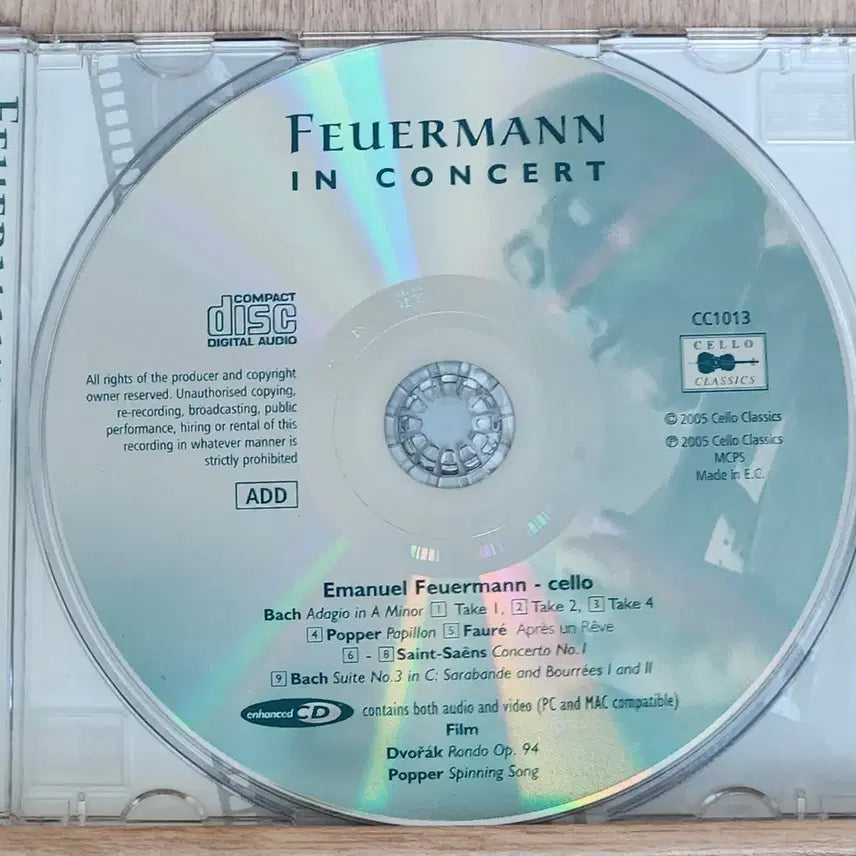 FEUERMANN
IN CONCERT
COMPACT
disc
DIGITAL AUDIO
All rights of the producer and copyright
owner reserved. Unauthorised copying,
re-recording, broadcasting, public
performance, hiring or rental of this
recording in whatever manner is
strictly prohibited
ADD
CC1013
CELLO
CLASSICS
© 2005 Cello Classics
℗ 2005 Cello Classics
MCPS
Made in E.C.
Emanuel Feuermann - cello
Bach Adagio in A Minor 1 Take 1, 2 Take 2, 3 Take 4
4 Popper Papillon 5 Fauré Après un Rêve
6 - 8 Saint-Saëns Concerto No.1
9 Bach Suite No.3 in C: Sarabande and Bourrées I and II
enhanced CD contains both audio and video (PC and MAC compatible)
Film
Dvořák Rondo Op. 94
Popper Spinning Song